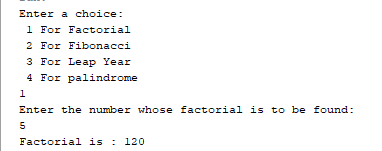 Enter a choice:
1 For Factorial
2 For Fibonacci
3 For Leap Year
4 For palindrome
1
Enter the number whose factorial is to be found:
5
Factorial is : 120